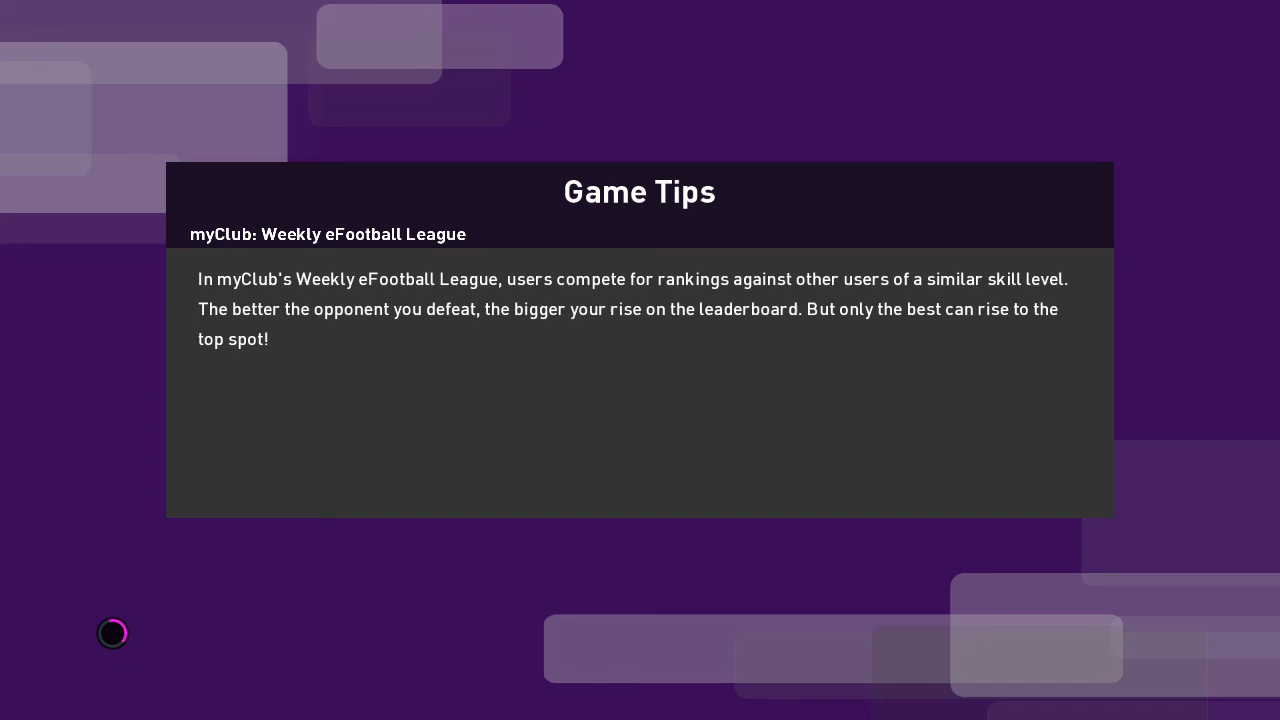 Game Tips
myClub: Weekly eFootball League
In myClub's Weekly eFootball League, users compete for rankings against other users of a similar skill level.
The better the opponent you defeat, the bigger your rise on the leaderboard. But only the best can rise to the
top spot!